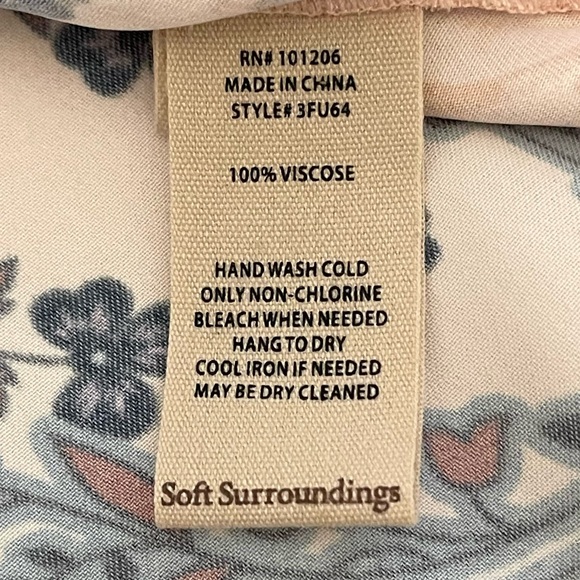 RN# 101206
MADE IN CHINA
STYLE# 3FU64
100% VISCOSE
HAND WASH COLD
ONLY NON-CHLORINE
BLEACH WHEN NEEDED
HANG TO DRY
COOL IRON IF NEEDED
MAY BE DRY CLEANED
Soft Surroundings